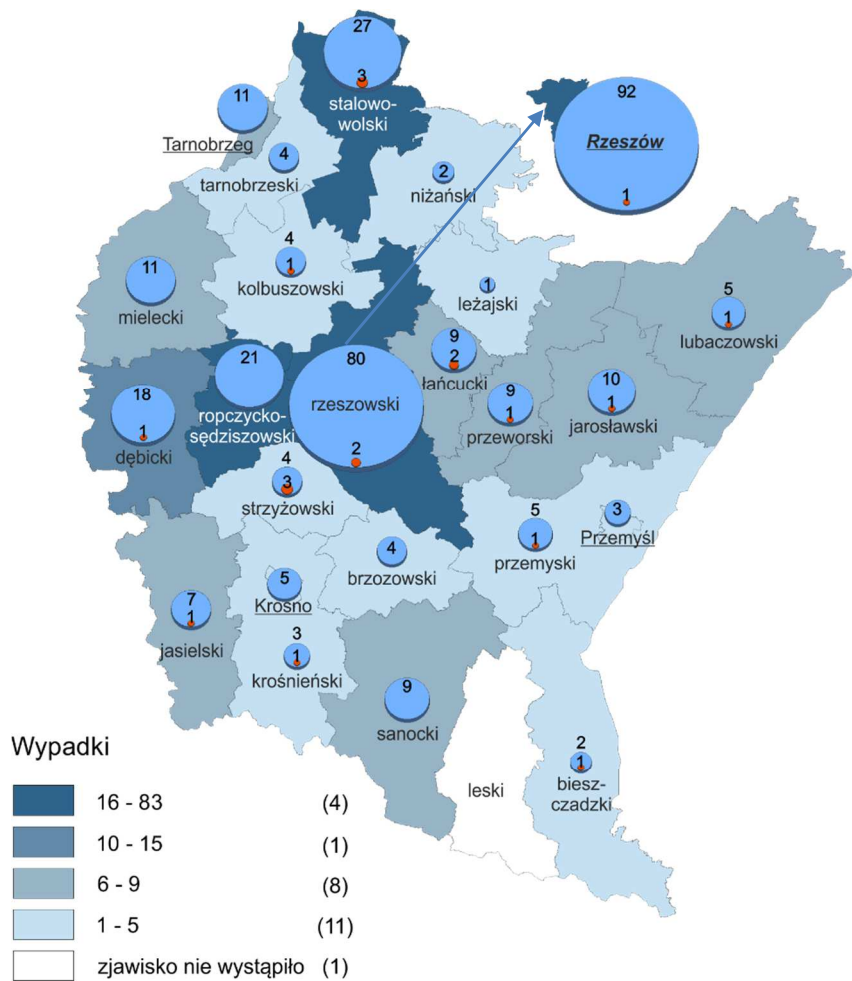 27
3
stalowo-
wolski
92
Rzeszów
1
11
Tarnobrzeg
4
tarnobrzeski
2
niżański
4
1
kolbuszowski
11
mielecki
1
leżajski
5
1
lubaczowski
21
ropczycko-
sędziszowski
80
rzeszowski
2
9
2
łańcucki
9
1
przeworski
10
1
jarosławski
18
1
dębicki
4
3
strzyżowski
4
brzozowski
5
1
przemyski
3
Przemyśl
5
Krosno
7
1
jasielski
3
1
krośnieński
9
sanocki
leski
2
1
biesz-
czadzki
Wypadki
16 - 83 (4)
10 - 15 (1)
6 - 9 (8)
1 - 5 (11)
zjawisko nie wystąpiło (1)